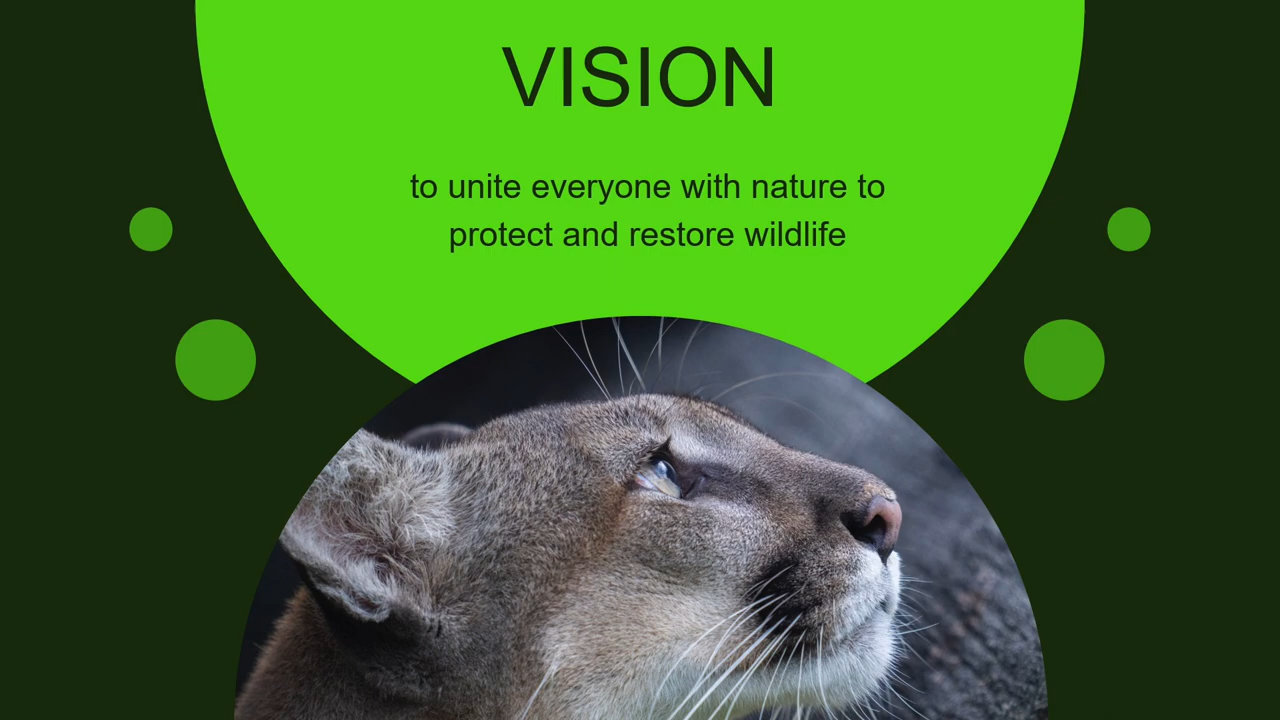 VISION
to unite everyone with nature to
protect and restore wildlife